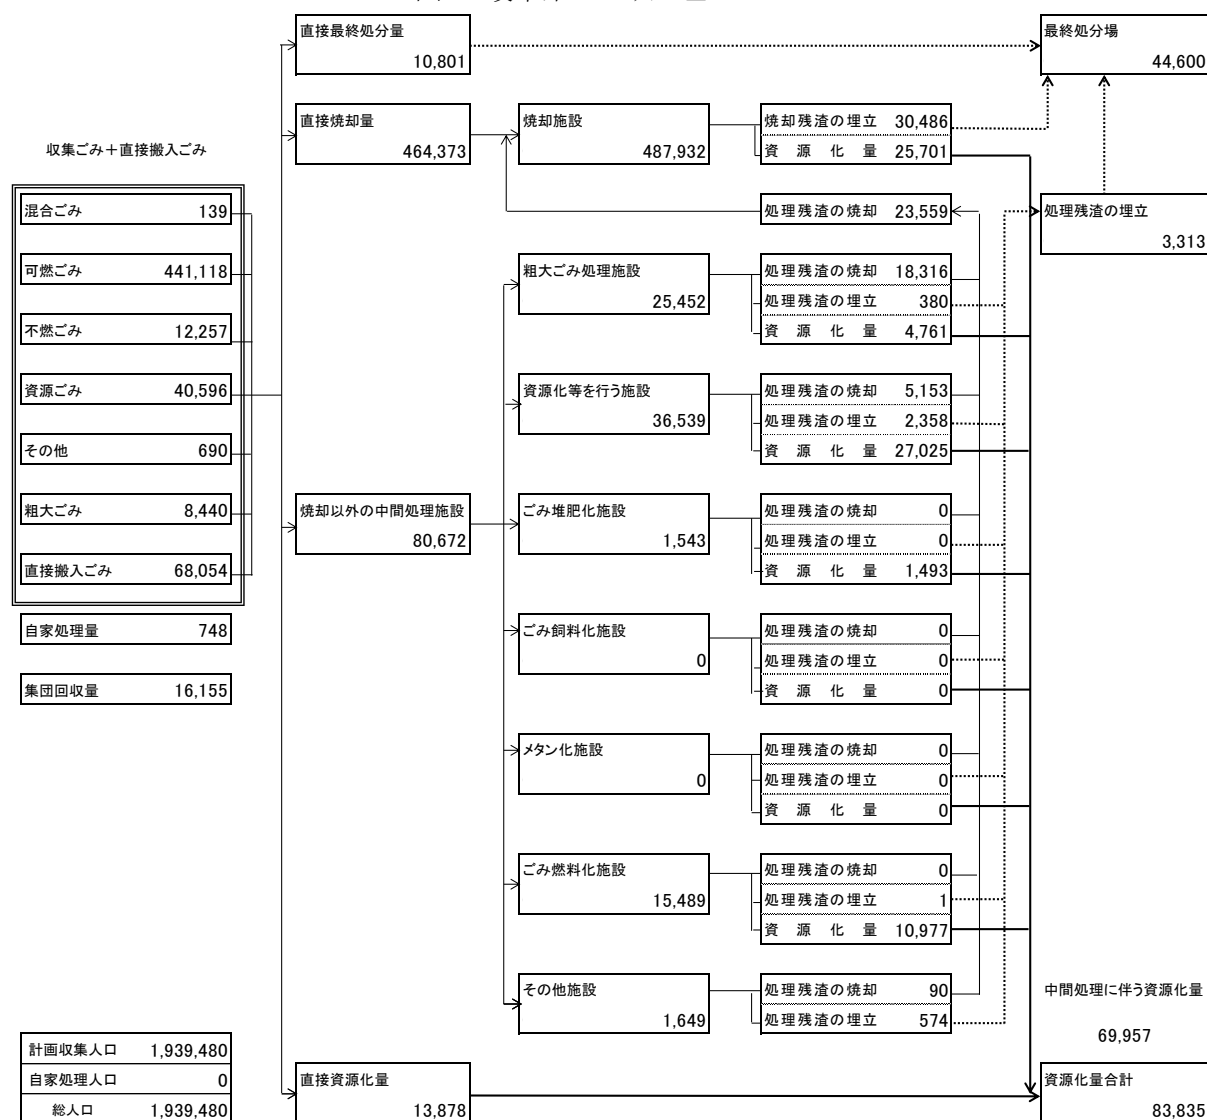 収集ごみ＋直接搬入ごみ
混合ごみ 139
可燃ごみ 441,118
不燃ごみ 12,257
資源ごみ 40,596
その他 690
粗大ごみ 8,440
直接搬入ごみ 68,054
自家処理量 748
集団回収量 16,155
計画収集人口 1,939,480
自家処理人口 0
総人口 1,939,480
直接最終処分量
10,801
直接焼却量
464,373
焼却以外の中間処理施設
80,672
直接資源化量
13,878
焼却施設
487,932
粗大ごみ処理施設
25,452
資源化等を行う施設
36,539
ごみ堆肥化施設
1,543
ごみ飼料化施設
0
メタン化施設
0
ごみ燃料化施設
15,489
その他施設
1,649
焼却残渣の埋立 30,486
資源化量 25,701
処理残渣の焼却 23,559
処理残渣の焼却 18,316
処理残渣の埋立 380
資源化量 4,761
処理残渣の焼却 5,153
処理残渣の埋立 2,358
資源化量 27,025
処理残渣の焼却 0
処理残渣の埋立 0
資源化量 1,493
処理残渣の焼却 0
処理残渣の埋立 0
資源化量 0
処理残渣の焼却 0
処理残渣の埋立 0
資源化量 0
処理残渣の焼却 0
処理残渣の埋立 1
資源化量 10,977
処理残渣の焼却 90
処理残渣の埋立 574
最終処分場
44,600
処理残渣の埋立
3,313
中間処理に伴う資源化量
69,957
資源化量合計
83,835